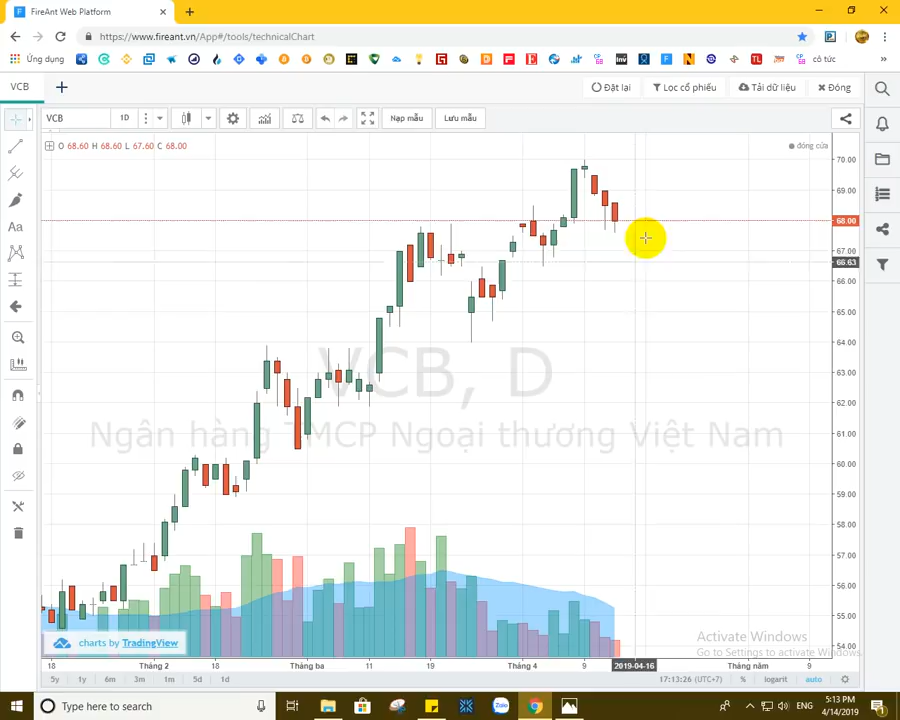 FireAnt Web Platform
https://www.fireant.vn/App#/tools/technicalChart
Ứng dụng
Inv
TL
cố tức
»
VCB
Đặt lại
Lọc cổ phiếu
Tải dữ liệu
Đóng
VCB
1D
Nạp mẫu
Lưu mẫu
O 68.60 H 68.60 L 67.60 C 68.00
đóng cửa
70.00
69.00
68.00
67.00
66.63
66.00
65.00
64.00
63.00
62.00
61.00
60.00
59.00
58.00
57.00
56.00
55.00
54.00
Aa
VCB, D
Ngân hàng TMCP Ngoại thương Việt Nam
charts by TradingView
Activate Windows
Go to Settings to activate Windows.
18
Tháng 2
18
Tháng ba
11
19
Tháng 4
9
2019-04-16
Tháng năm
9
5y
1y
6m
3m
1m
5d
1d
17:13:26 (UTC+7)
%
logarit
auto
Type here to search
Zalo
5:13 PM
4/14/2019